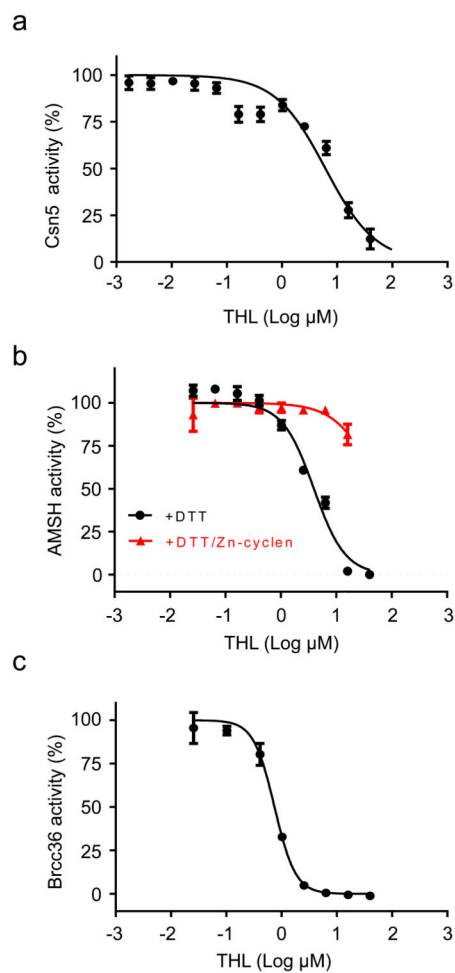 a
100
75
50
25
0
Csn5 activity (%)
-3 -2 -1 0 1 2 3
THL (Log µM)
b
100
75
50
25
0
AMSH activity (%)
+DTT
+DTT/Zn-cyclen
-3 -2 -1 0 1 2 3
THL (Log µM)
c
100
75
50
25
0
Brcc36 activity (%)
-3 -2 -1 0 1 2 3
THL (Log µM)